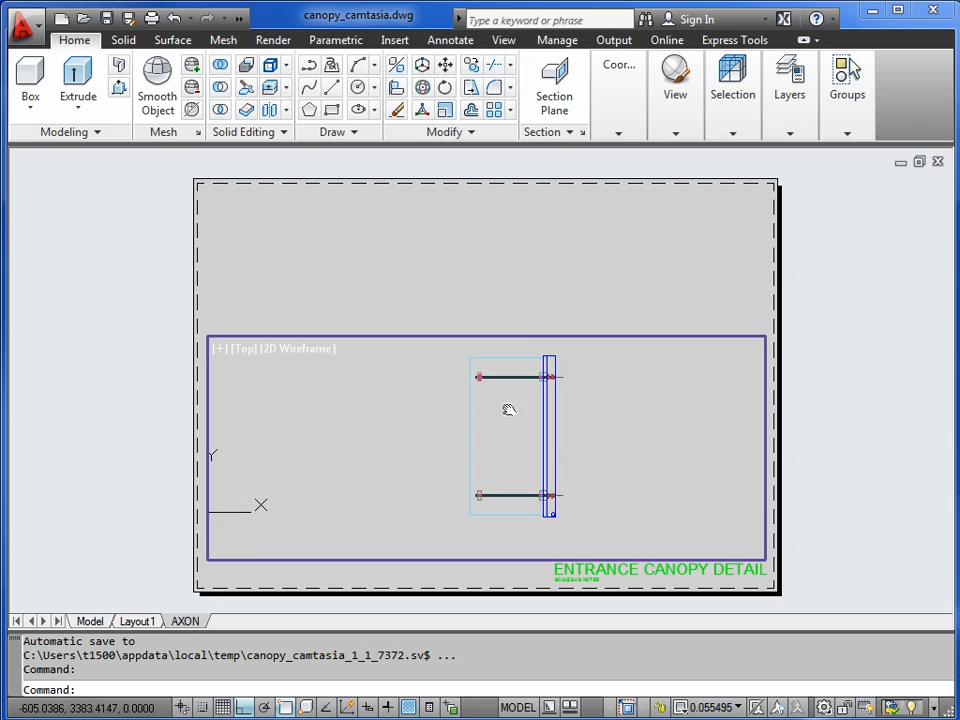 canopy_camtasia.dwg
Type a keyword or phrase
Sign In
Home Solid Surface Mesh Render Parametric Insert Annotate View Manage Output Online Express Tools
Box
Extrude
Smooth Object
Section Plane
Coor...
View
Selection
Layers
Groups
Modeling
Mesh
Solid Editing
Draw
Modify
Section
[+] [Top] [2D Wireframe]
Y
X
ENTRANCE CANOPY DETAIL
Model Layout1 AXON
Automatic save to
C:\Users\t1500\appdata\local\temp\canopy_camtasia_1_1_7372.sv$ ...
Command:
Command:
-605.0386, 3383.4147, 0.0000
MODEL
0.055495